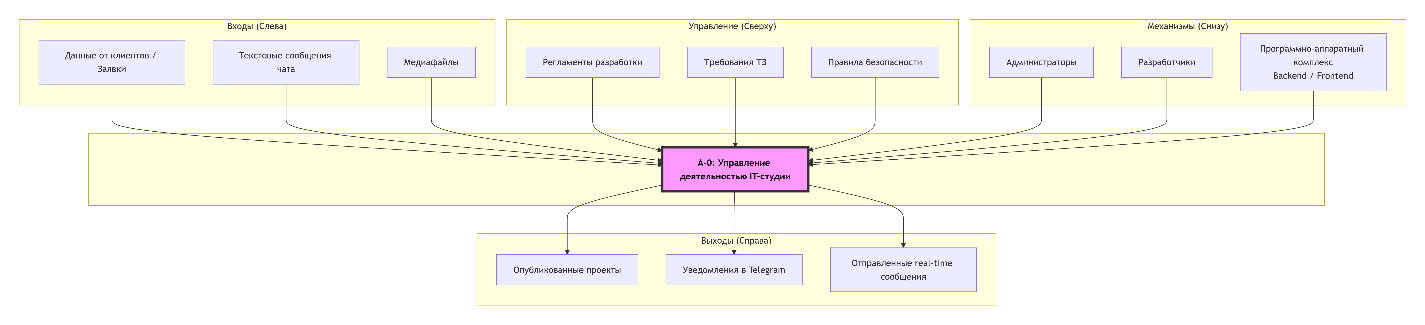 Входы (Слева)
Данные от клиентов /
Заявки
Текстовые сообщения
чата
Медиафайлы
Управление (Сверху)
Регламенты разработки
Требования ТЗ
Правила безопасности
Механизмы (Снизу)
Администраторы
Разработчики
Программно-аппаратный
комплекс
Backend / Frontend
А-0: Управление
деятельностью IT-студии
Выходы (Справа)
Опубликованные проекты
Уведомления в Telegram
Отправленные real-time
сообщения